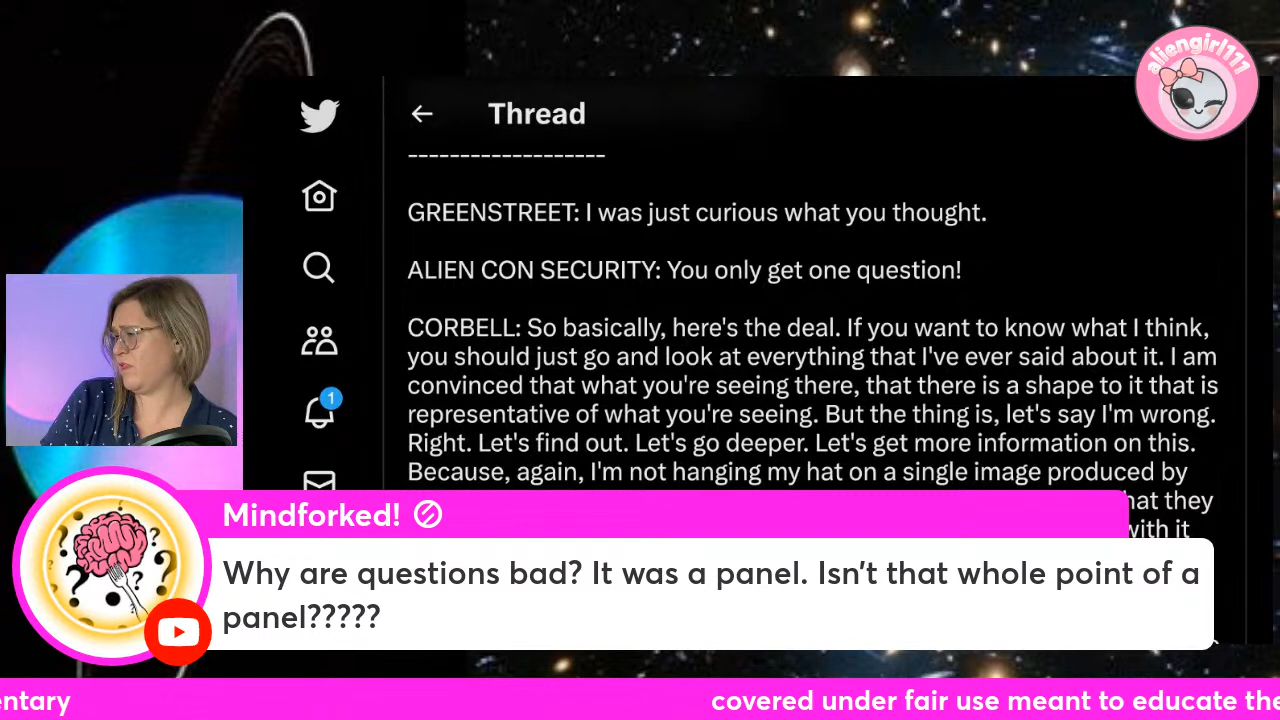 aliengirl111
Thread
-------------------
GREENSTREET: I was just curious what you thought.
ALIEN CON SECURITY: You only get one question!
CORBELL: So basically, here's the deal. If you want to know what I think,
you should just go and look at everything that I've ever said about it. I am
convinced that what you're seeing there, that there is a shape to it that is
representative of what you're seeing. But the thing is, let's say I'm wrong.
Right. Let's find out. Let's go deeper. Let's get more information on this.
Because, again, I'm not hanging my hat on a single image produced by
they
with it
1
Mindforked!
Why are questions bad? It was a panel. Isn't that whole point of a
panel?????
covered under fair use meant to educate the